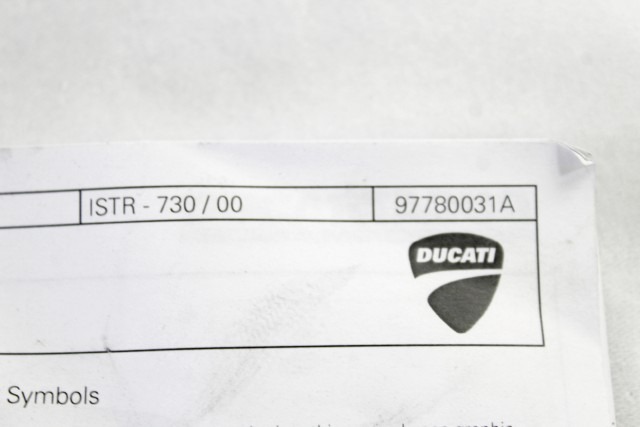 ISTR - 730 / 00 97780031A
DUCATI
Symbols